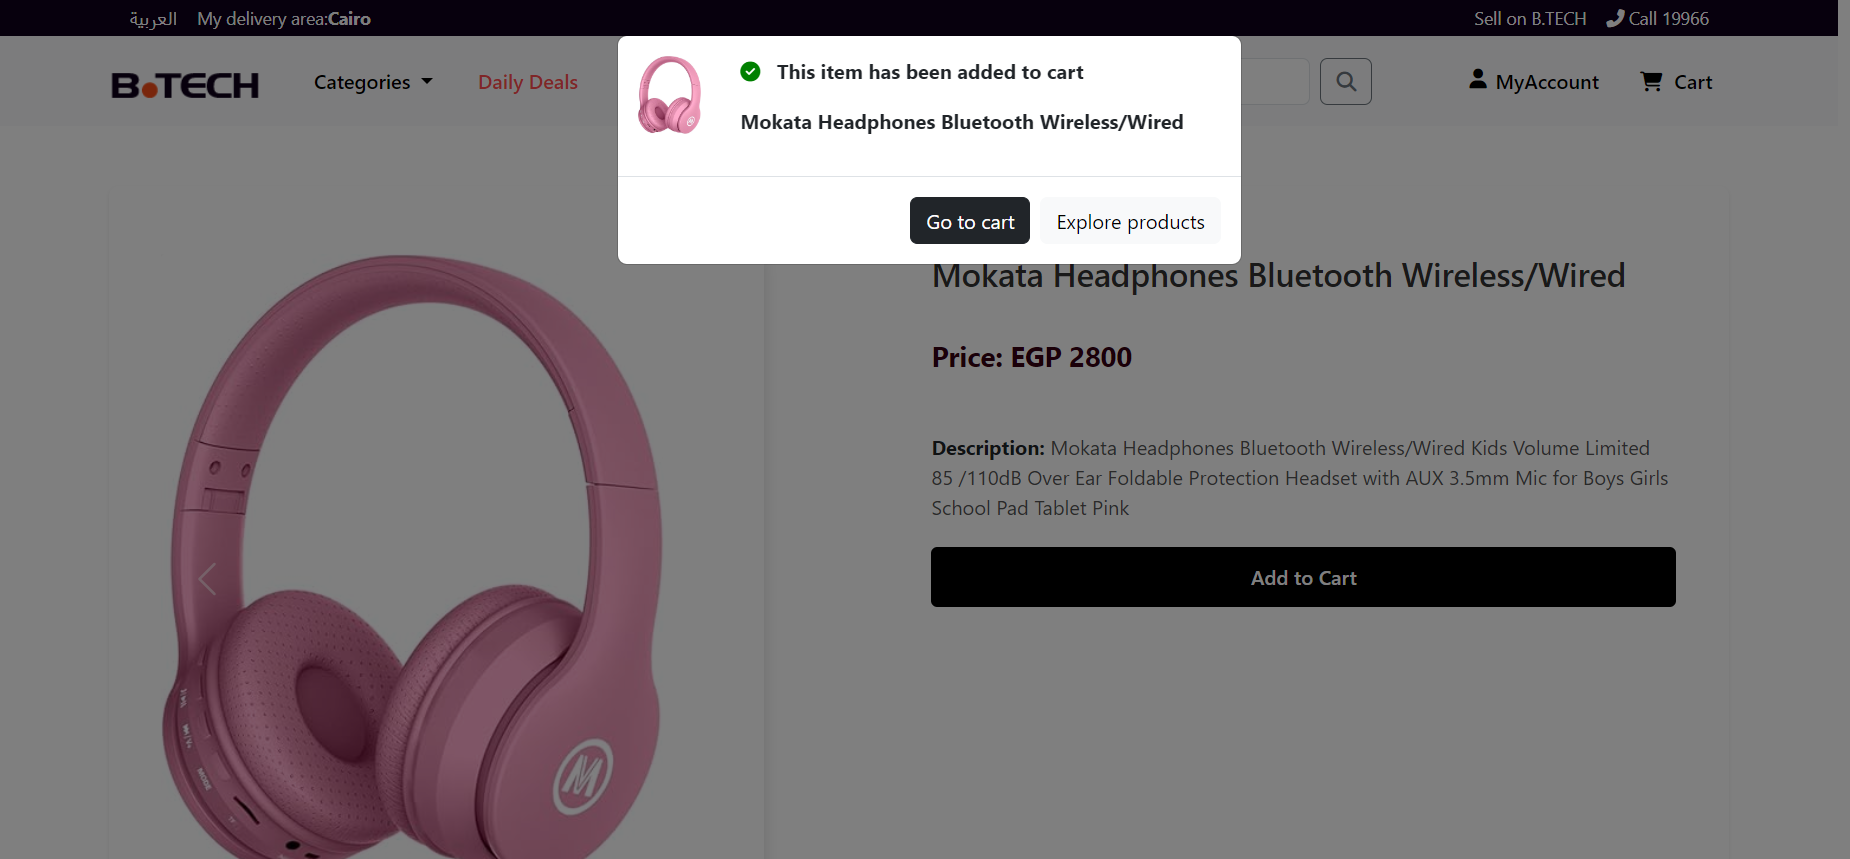 العربية My delivery area:Cairo Sell on B.TECH Call 19966
B.TECH Categories Daily Deals MyAccount Cart
This item has been added to cart
Mokata Headphones Bluetooth Wireless/Wired
Go to cart Explore products
Mokata Headphones Bluetooth Wireless/Wired
Price: EGP 2800
Description: Mokata Headphones Bluetooth Wireless/Wired Kids Volume Limited
85 /110dB Over Ear Foldable Protection Headset with AUX 3.5mm Mic for Boys Girls
School Pad Tablet Pink
Add to Cart
M
MODE